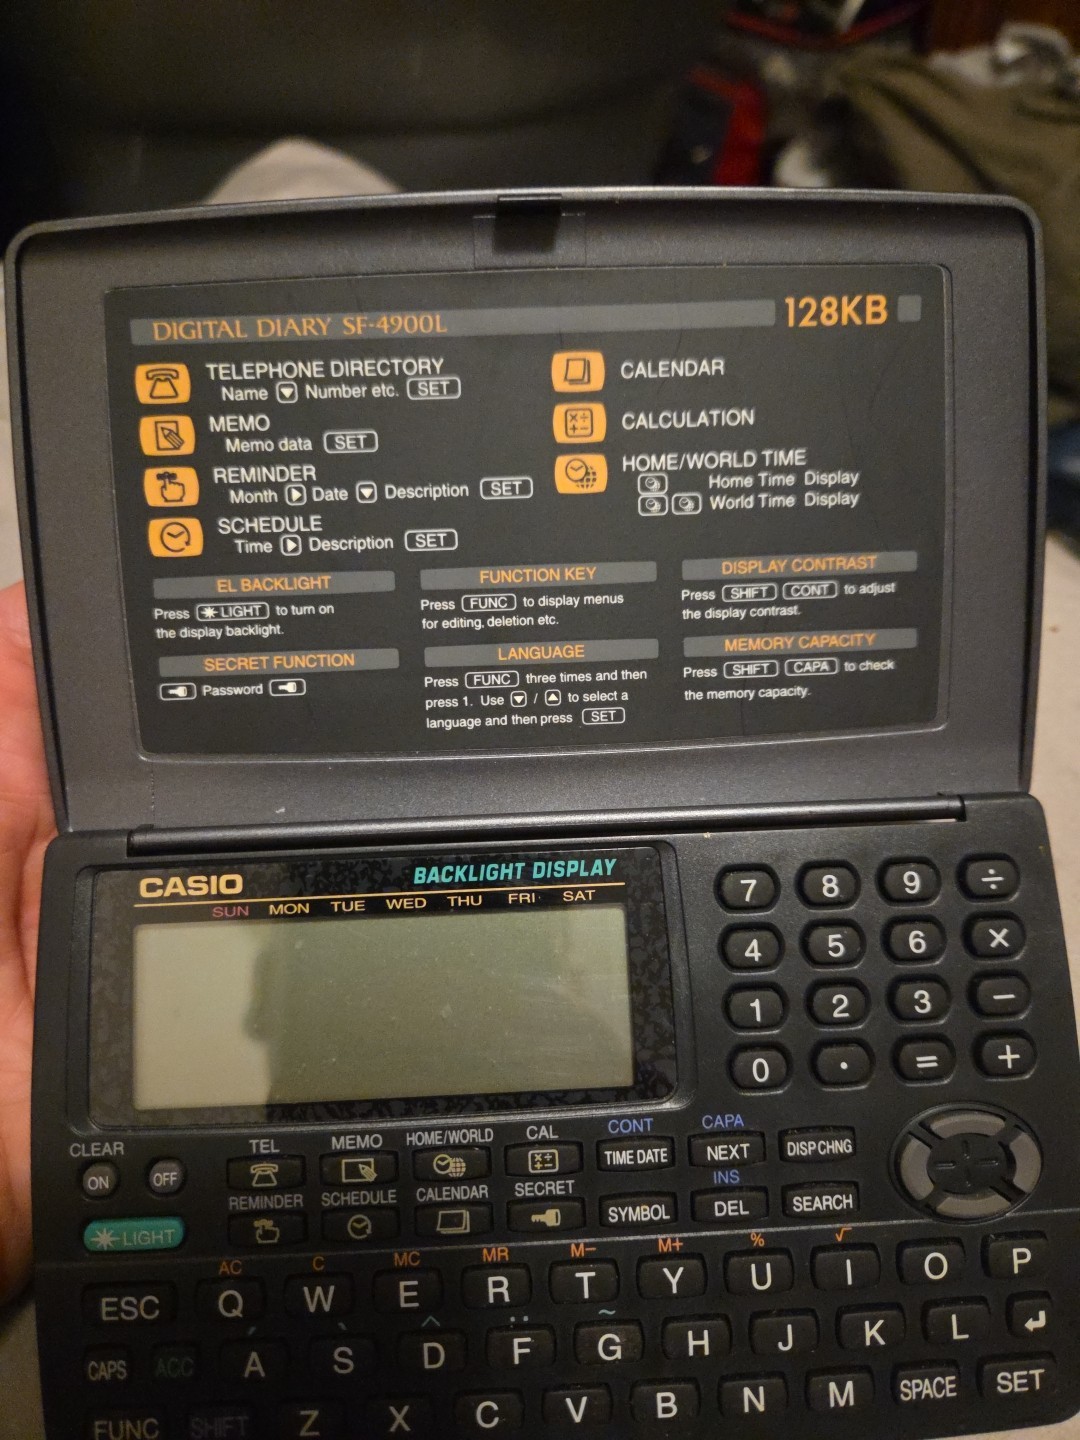 DIGITAL DIARY SF-4900L
128KB
TELEPHONE DIRECTORY
Name ▼ Number etc. SET
MEMO
Memo data SET
REMINDER
Month ▶ Date ▼ Description SET
SCHEDULE
Time ▶ Description SET
CALENDAR
CALCULATION
HOME/WORLD TIME
Home Time Display
World Time Display
EL BACKLIGHT
Press LIGHT to turn on
the display backlight.
FUNCTION KEY
Press FUNC to display menus
for editing, deletion etc.
DISPLAY CONTRAST
Press SHIFT CONT to adjust
the display contrast.
SECRET FUNCTION
Password
LANGUAGE
Press FUNC three times and then
press 1. Use ▼ / ▲ to select a
language and then press SET
MEMORY CAPACITY
Press SHIFT CAPA to check
the memory capacity.
CASIO
BACKLIGHT DISPLAY
SUN MON TUE WED THU FRI SAT
7 8 9 ÷
4 5 6 ×
1 2 3 −
0 . = +
CLEAR
ON OFF
TEL MEMO HOME/WORLD CAL CONT CAPA
TIME DATE NEXT DISP CHNG
REMINDER SCHEDULE CALENDAR SECRET INS
SYMBOL DEL SEARCH
LIGHT
AC C MC MR M− M+ % √
ESC Q W E R T Y U I O P
´ ` ^ ¨ ~
CAPS ACC A S D F G H J K L ↵
FUNC SHIFT Z X C V B N M SPACE SET